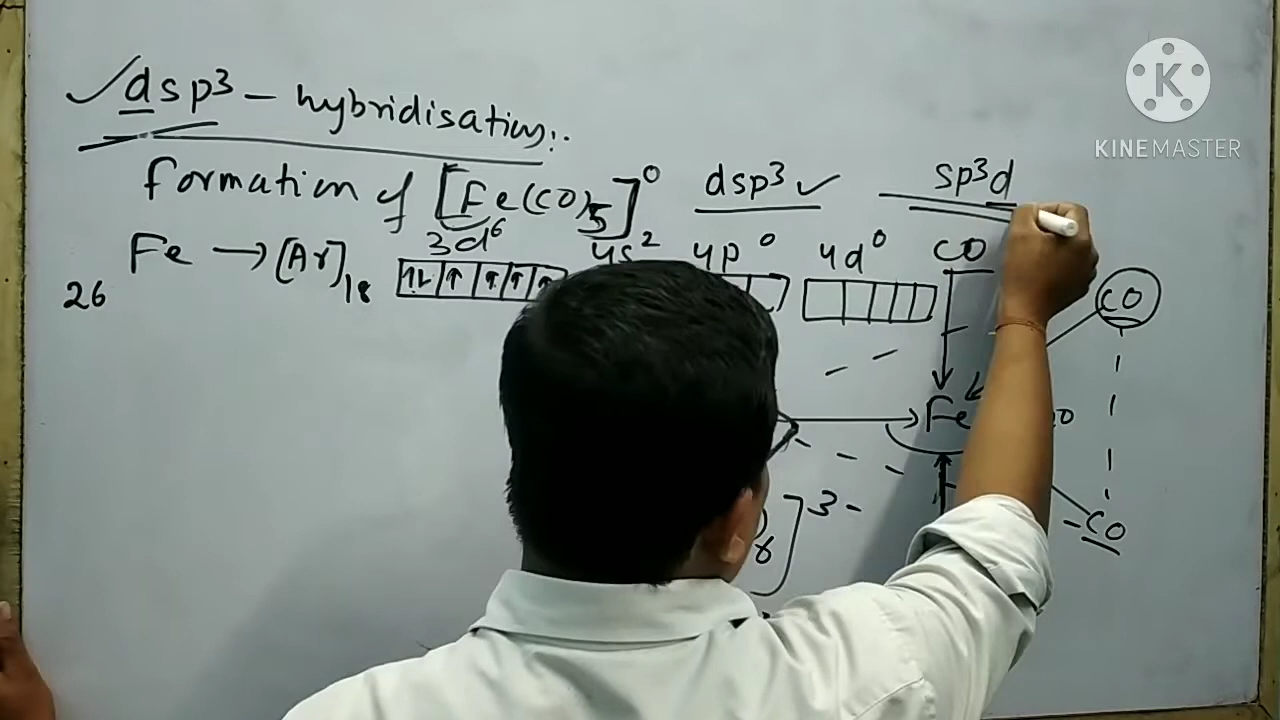 dsp³ - hybridisation:.
Formation of [Fe(CO)5]⁰ dsp³ ✓ sp³d
3d⁶ 4s² 4p⁰ 4d⁰ CO
Fe → [Ar]18
26
CO
Fe
CO
]³⁻
K
KINEMASTER